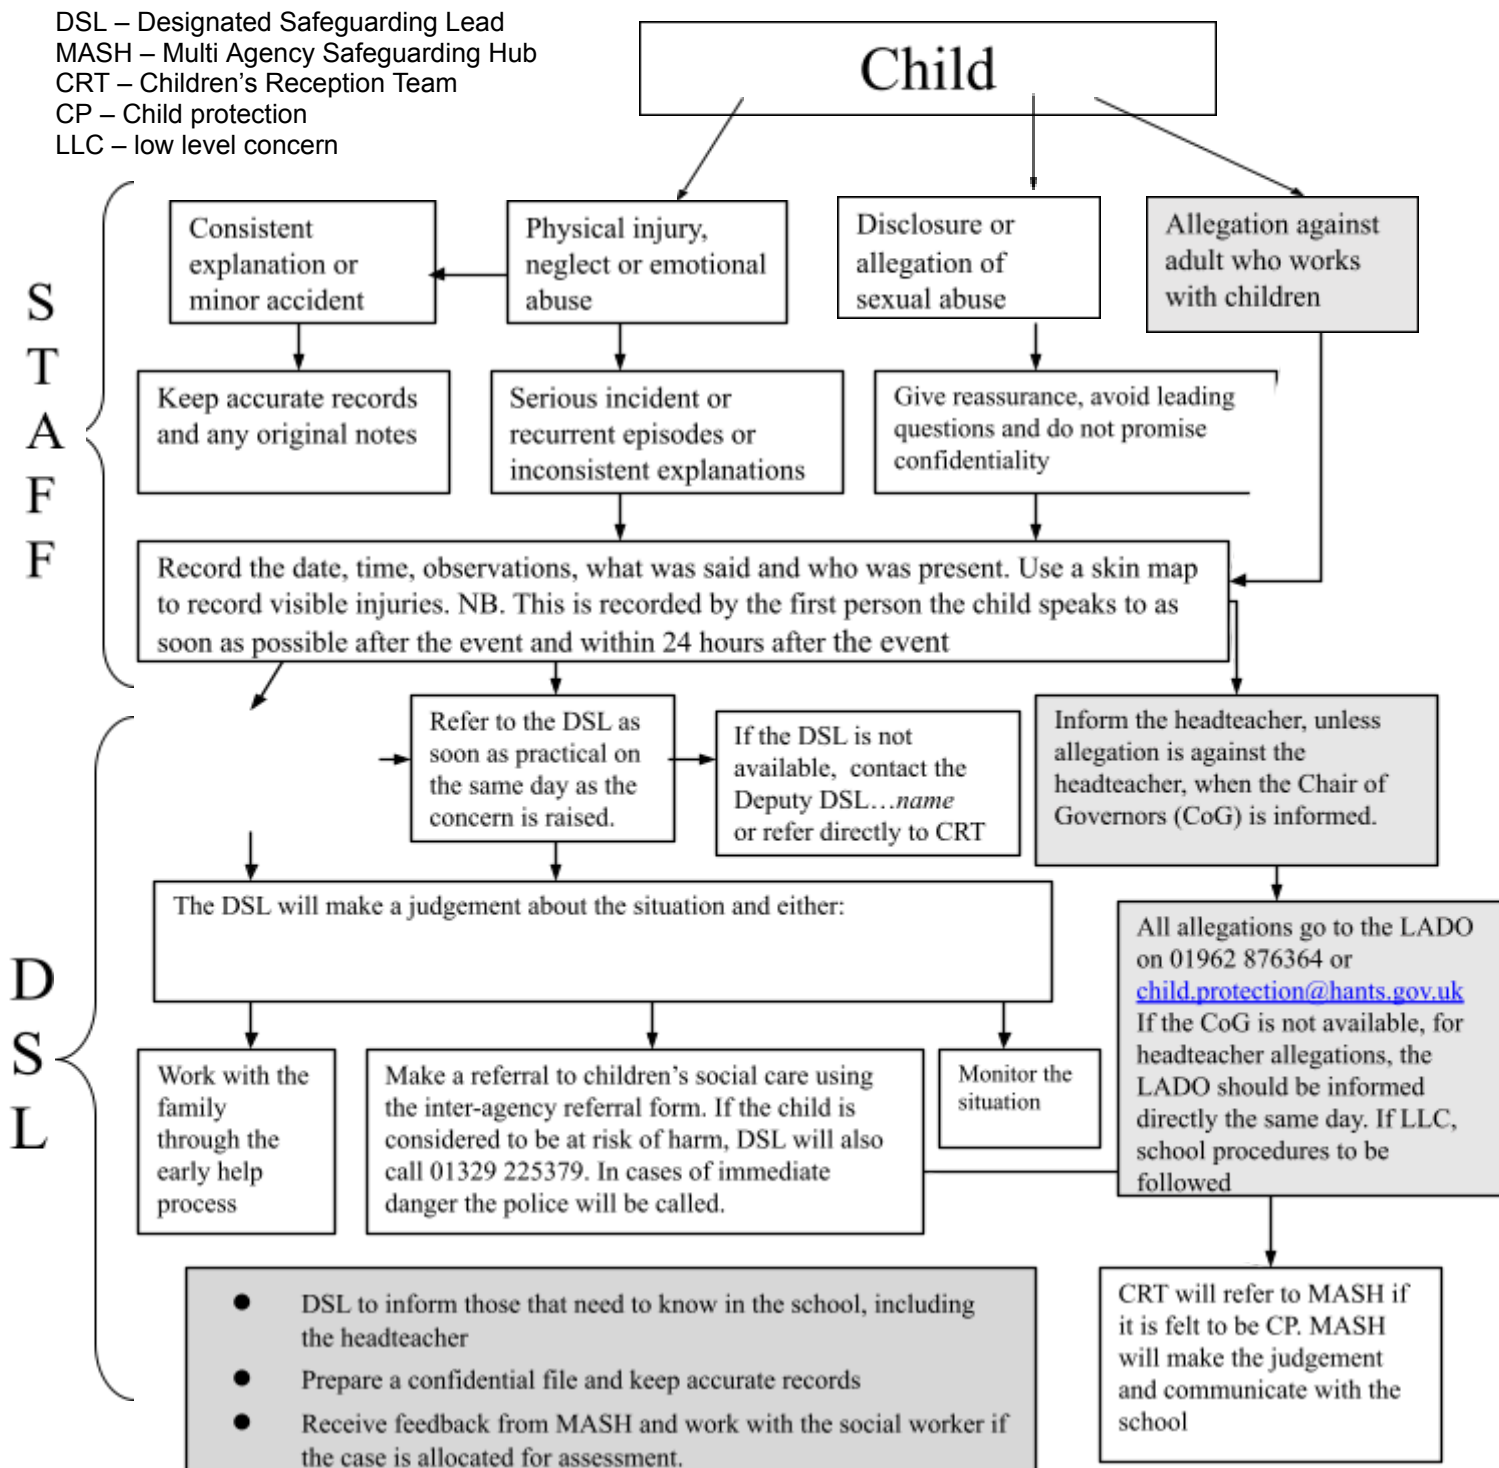 DSL – Designated Safeguarding Lead
MASH – Multi Agency Safeguarding Hub
CRT – Children's Reception Team
CP – Child protection
LLC – low level concern
Child
S
T
A
F
F
Consistent
explanation or
minor accident
Physical injury,
neglect or emotional
abuse
Disclosure or
allegation of
sexual abuse
Allegation against
adult who works
with children
Keep accurate records
and any original notes
Serious incident or
recurrent episodes or
inconsistent explanations
Give reassurance, avoid leading
questions and do not promise
confidentiality
Record the date, time, observations, what was said and who was present. Use a skin map
to record visible injuries. NB. This is recorded by the first person the child speaks to as
soon as possible after the event and within 24 hours after the event
D
S
L
Refer to the DSL as
soon as practical on
the same day as the
concern is raised.
If the DSL is not
available,  contact the
Deputy DSL…name
or refer directly to CRT
Inform the headteacher, unless
allegation is against the
headteacher, when the Chair of
Governors (CoG) is informed.
The DSL will make a judgement about the situation and either:
All allegations go to the LADO
on 01962 876364 or
child.protection@hants.gov.uk
If the CoG is not available, for
headteacher allegations, the
LADO should be informed
directly the same day. If LLC,
school procedures to be
followed
Work with the
family
through the
early help
process
Make a referral to children's social care using
the inter-agency referral form. If the child is
considered to be at risk of harm, DSL will also
call 01329 225379. In cases of immediate
danger the police will be called.
Monitor the
situation
● DSL to inform those that need to know in the school, including
the headteacher
● Prepare a confidential file and keep accurate records
● Receive feedback from MASH and work with the social worker if
the case is allocated for assessment.
CRT will refer to MASH if
it is felt to be CP. MASH
will make the judgement
and communicate with the
school